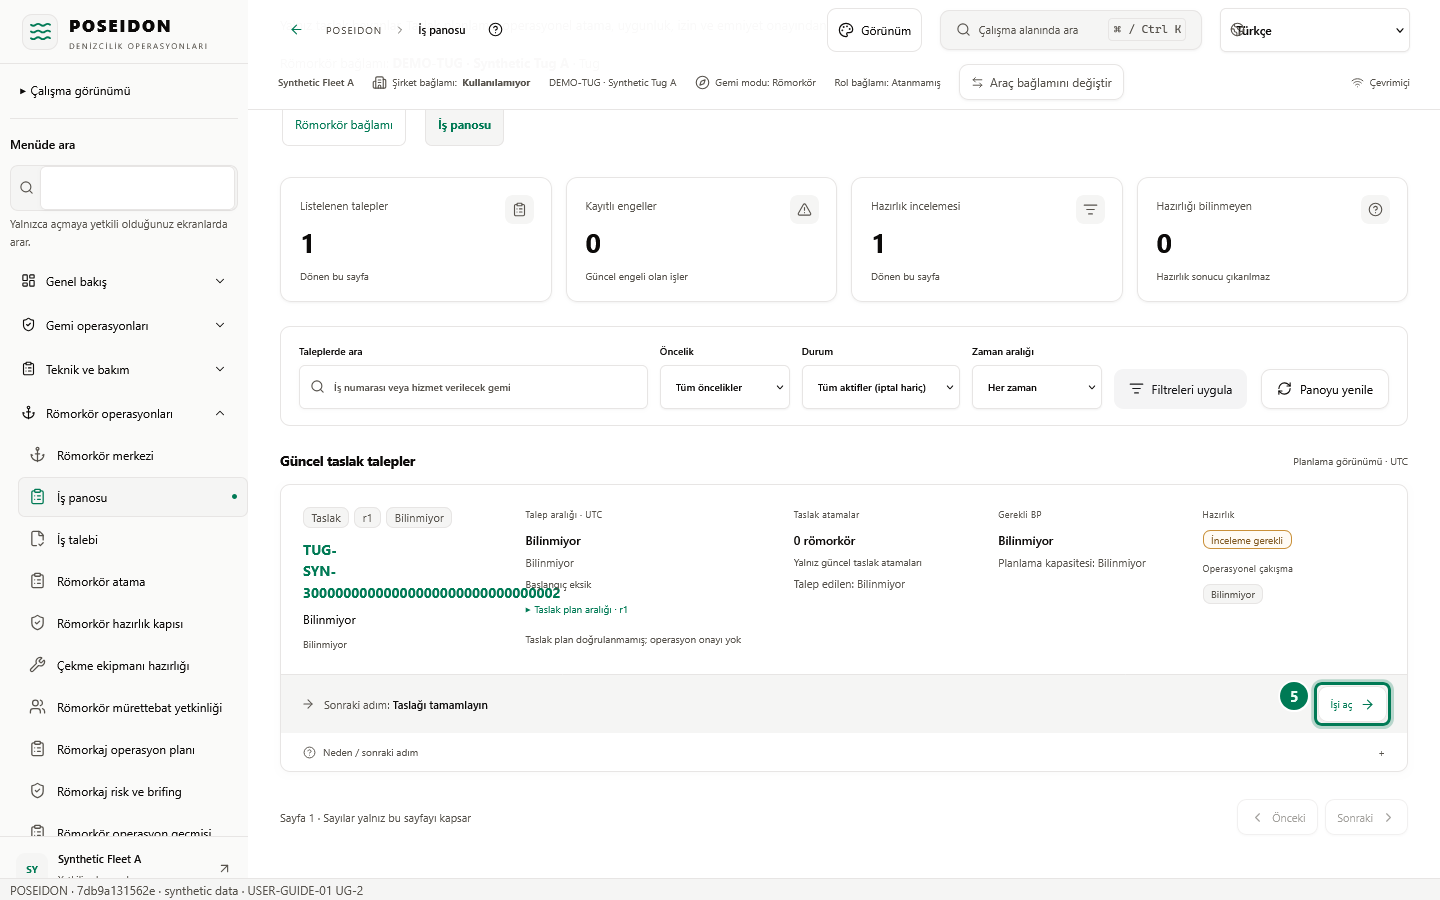 POSEIDON
DENİZCİLİK OPERASYONLARI
▸ Çalışma görünümü
Menüde ara
Yalnızca açmaya yetkili olduğunuz ekranlarda
arar.
Genel bakış
Gemi operasyonları
Teknik ve bakım
Römorkör operasyonları
Römorkör merkezi
İş panosu
İş talebi
Römorkör atama
Römorkör hazırlık kapısı
Çekme ekipmanı hazırlığı
Römorkör mürettebat yetkinliği
Römorkaj operasyon planı
Römorkaj risk ve brifing
Römorkör operasyon geçmişi
SY
Synthetic Fleet A
POSEIDON
İş panosu
Görünüm
Çalışma alanında ara
⌘ / Ctrl K
Türkçe
Synthetic Fleet A
Şirket bağlamı: Kullanılamıyor
DEMO-TUG · Synthetic Tug A
Gemi modu: Römorkör
Rol bağlamı: Atanmamış
Araç bağlamını değiştir
Çevrimiçi
Römorkör bağlamı
İş panosu
Listelenen talepler
1
Dönen bu sayfa
Kayıtlı engeller
0
Güncel engeli olan işler
Hazırlık incelemesi
1
Dönen bu sayfa
Hazırlığı bilinmeyen
0
Hazırlık sonucu çıkarılmaz
Taleplerde ara
İş numarası veya hizmet verilecek gemi
Öncelik
Tüm öncelikler
Durum
Tüm aktifler (iptal hariç)
Zaman aralığı
Her zaman
Filtreleri uygula
Panoyu yenile
Güncel taslak talepler
Planlama görünümü · UTC
Taslak
r1
Bilinmiyor
TUG-
SYN-
30000000000000000000000000000002
Bilinmiyor
Bilinmiyor
Talep aralığı · UTC
Bilinmiyor
Bilinmiyor
Başlangıç eksik
▸ Taslak plan aralığı · r1
Taslak plan doğrulanmamış; operasyon onayı yok
Taslak atamalar
0 römorkör
Yalnız güncel taslak atamaları
Talep edilen: Bilinmiyor
Gerekli BP
Bilinmiyor
Planlama kapasitesi: Bilinmiyor
Hazırlık
İnceleme gerekli
Operasyonel çakışma
Bilinmiyor
Sonraki adım: Taslağı tamamlayın
5
İşi aç
Neden / sonraki adım
+
Sayfa 1 · Sayılar yalnız bu sayfayı kapsar
Önceki
Sonraki
POSEIDON · 7db9a131562e · synthetic data · USER-GUIDE-01 UG-2